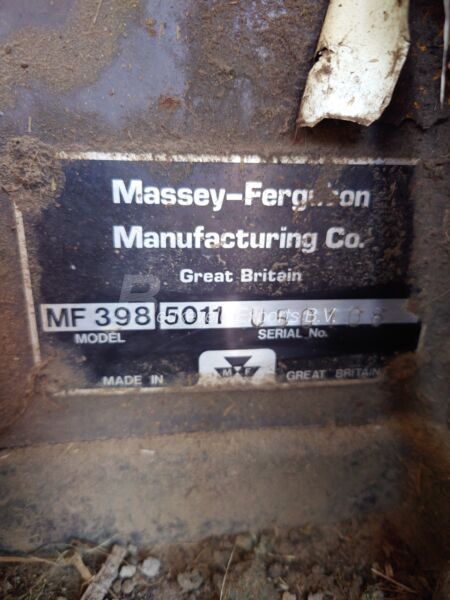 Massey-Ferguson
Manufacturing Co.
Great Britain
MF 398 5011
MODEL SERIAL No.
M F
MADE IN GREAT BRITAIN